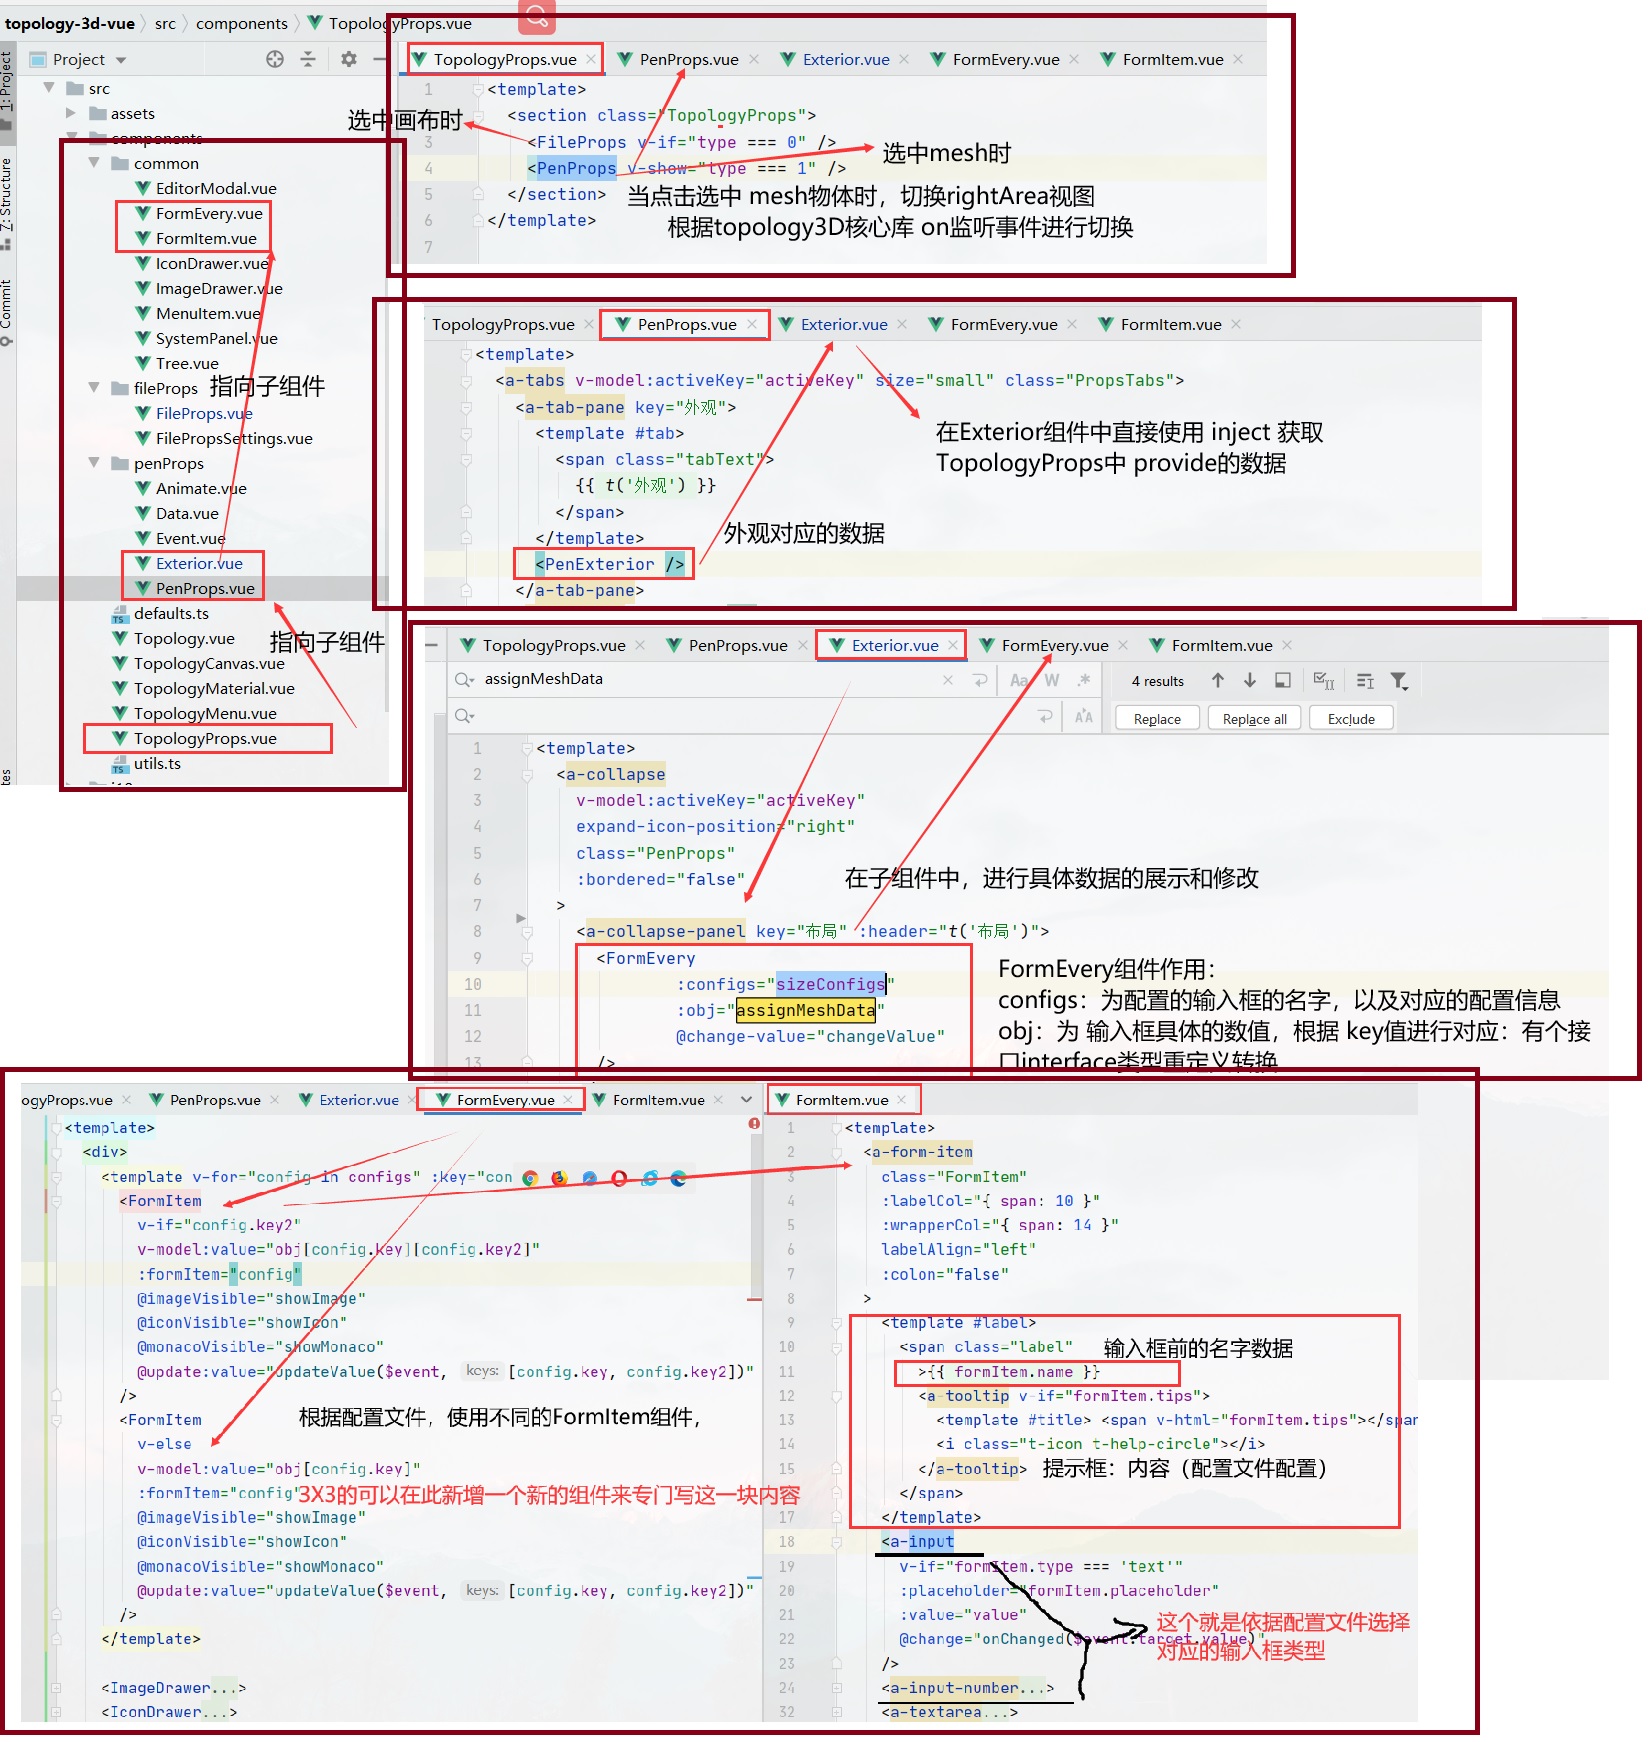 topology-3d-vue 〉 src 〉 components 〉 TopologyProps.vue
Project
1: Project
7: Structure
Commit
src
assets
components
common
EditorModal.vue
FormEvery.vue
FormItem.vue
IconDrawer.vue
ImageDrawer.vue
MenuItem.vue
SystemPanel.vue
Tree.vue
fileProps 指向子组件
FileProps.vue
FilePropsSettings.vue
penProps
Animate.vue
Data.vue
Event.vue
Exterior.vue
PenProps.vue
defaults.ts
Topology.vue 指向子组件
TopologyCanvas.vue
TopologyMaterial.vue
TopologyMenu.vue
TopologyProps.vue
utils.ts
TopologyProps.vue PenProps.vue Exterior.vue FormEvery.vue FormItem.vue
1 <template>
<section class="TopologyProps">
选中画布时
3 <FileProps v-if="type === 0" />
选中mesh时
4 <PenProps v-show="type === 1" />
5 </section>
当点击选中 mesh物体时，切换rightArea视图
6 </template>
根据topology3D核心库 on监听事件进行切换
7
TopologyProps.vue PenProps.vue Exterior.vue FormEvery.vue FormItem.vue
<template>
<a-tabs v-model:activeKey="activeKey" size="small" class="PropsTabs">
<a-tab-pane key="外观">
<template #tab>
<span class="tabText">
{{ t('外观') }}
</span>
</template>
<PenExterior />
</a-tab-pane>
在Exterior组件中直接使用 inject 获取
TopologyProps中 provide的数据
外观对应的数据
TopologyProps.vue PenProps.vue Exterior.vue FormEvery.vue FormItem.vue
assignMeshData
Aa W .*
4 results
Replace Replace all Exclude
1 <template>
2 <a-collapse
3 v-model:activeKey="activeKey"
4 expand-icon-position="right"
5 class="PenProps"
6 :bordered="false"
7 >
在子组件中，进行具体数据的展示和修改
8 <a-collapse-panel key="布局" :header="t('布局')">
9 <FormEvery
10 :configs="sizeConfigs"
11 :obj="assignMeshData"
12 @change-value="changeValue"
13 />
FormEvery组件作用：
configs：为配置的输入框的名字，以及对应的配置信息
obj：为 输入框具体的数值，根据 key值进行对应：有个接
口interface类型重定义转换
ogyProps.vue PenProps.vue Exterior.vue FormEvery.vue FormItem.vue
<template>
<div>
<template v-for="config in configs" :key="con
<FormItem
v-if="config.key2"
v-model:value="obj[config.key][config.key2]"
:formItem="config"
@imageVisible="showImage"
@iconVisible="showIcon"
@monacoVisible="showMonaco"
@update:value="updateValue($event, keys: [config.key, config.key2])"
/>
<FormItem
根据配置文件，使用不同的FormItem组件，
v-else
v-model:value="obj[config.key]"
:formItem="config"
3X3的可以在此新增一个新的组件来专门写这一块内容
@imageVisible="showImage"
@iconVisible="showIcon"
@monacoVisible="showMonaco"
@update:value="updateValue($event, keys: [config.key, config.key2])"
/>
</template>
<ImageDrawer...>
<IconDrawer...>
FormItem.vue
1 <template>
2 <a-form-item
3 class="FormItem"
4 :labelCol="{ span: 10 }"
5 :wrapperCol="{ span: 14 }"
6 labelAlign="left"
7 :colon="false"
8 >
9 <template #label>
10 <span class="label"
输入框前的名字数据
11 >{{ formItem.name }}
12 <a-tooltip v-if="formItem.tips">
13 <template #title> <span v-html="formItem.tips"></span
14 <i class="t-icon t-help-circle"></i>
15 </a-tooltip> 提示框：内容（配置文件配置）
16 </span>
17 </template>
18 <a-input
19 v-if="formItem.type === 'text'"
20 :placeholder="formItem.placeholder"
21 :value="value"
22 @change="onChanged($event.target.value)"
这个就是依据配置文件选择
对应的输入框类型
23 />
24 <a-input-number...>
32 <a-textarea...>